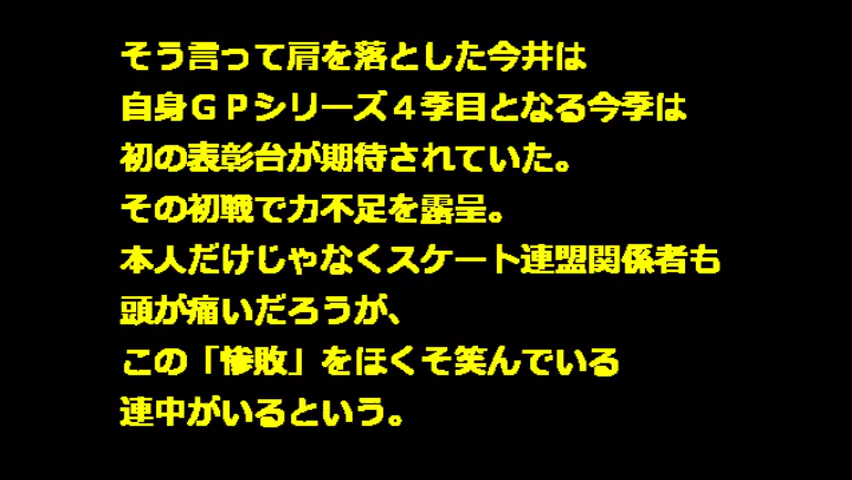 そう言って肩を落とした今井は
自身ＧＰシリーズ４季目となる今季は
初の表彰台が期待されていた。
その初戦で力不足を露呈。
本人だけじゃなくスケート連盟関係者も
頭が痛いだろうが、
この「惨敗」をほくそ笑んでいる
連中がいるという。